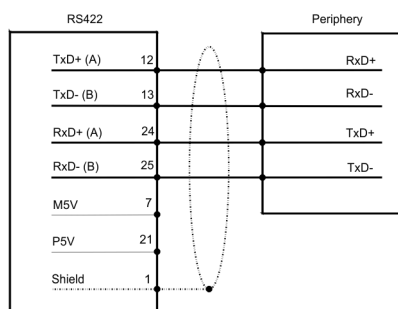 RS422 Periphery
TxD+ (A) 12 RxD+
TxD- (B) 13 RxD-
RxD+ (A) 24 TxD+
RxD- (B) 25 TxD-
M5V 7
P5V 21
Shield 1